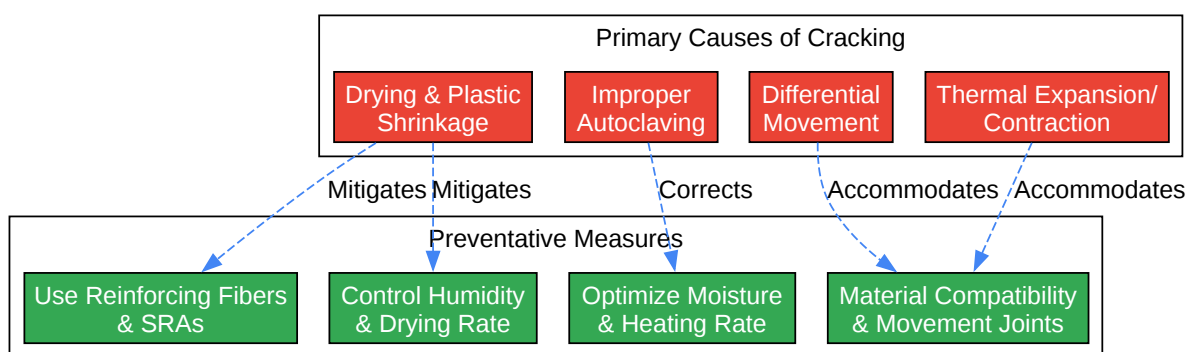 Primary Causes of Cracking
Drying & Plastic
Shrinkage
Improper
Autoclaving
Differential
Movement
Thermal Expansion/
Contraction
Mitigates
Mitigates
Corrects
Accommodates
Accommodates
Preventative Measures
Use Reinforcing Fibers
& SRAs
Control Humidity
& Drying Rate
Optimize Moisture
& Heating Rate
Material Compatibility
& Movement Joints